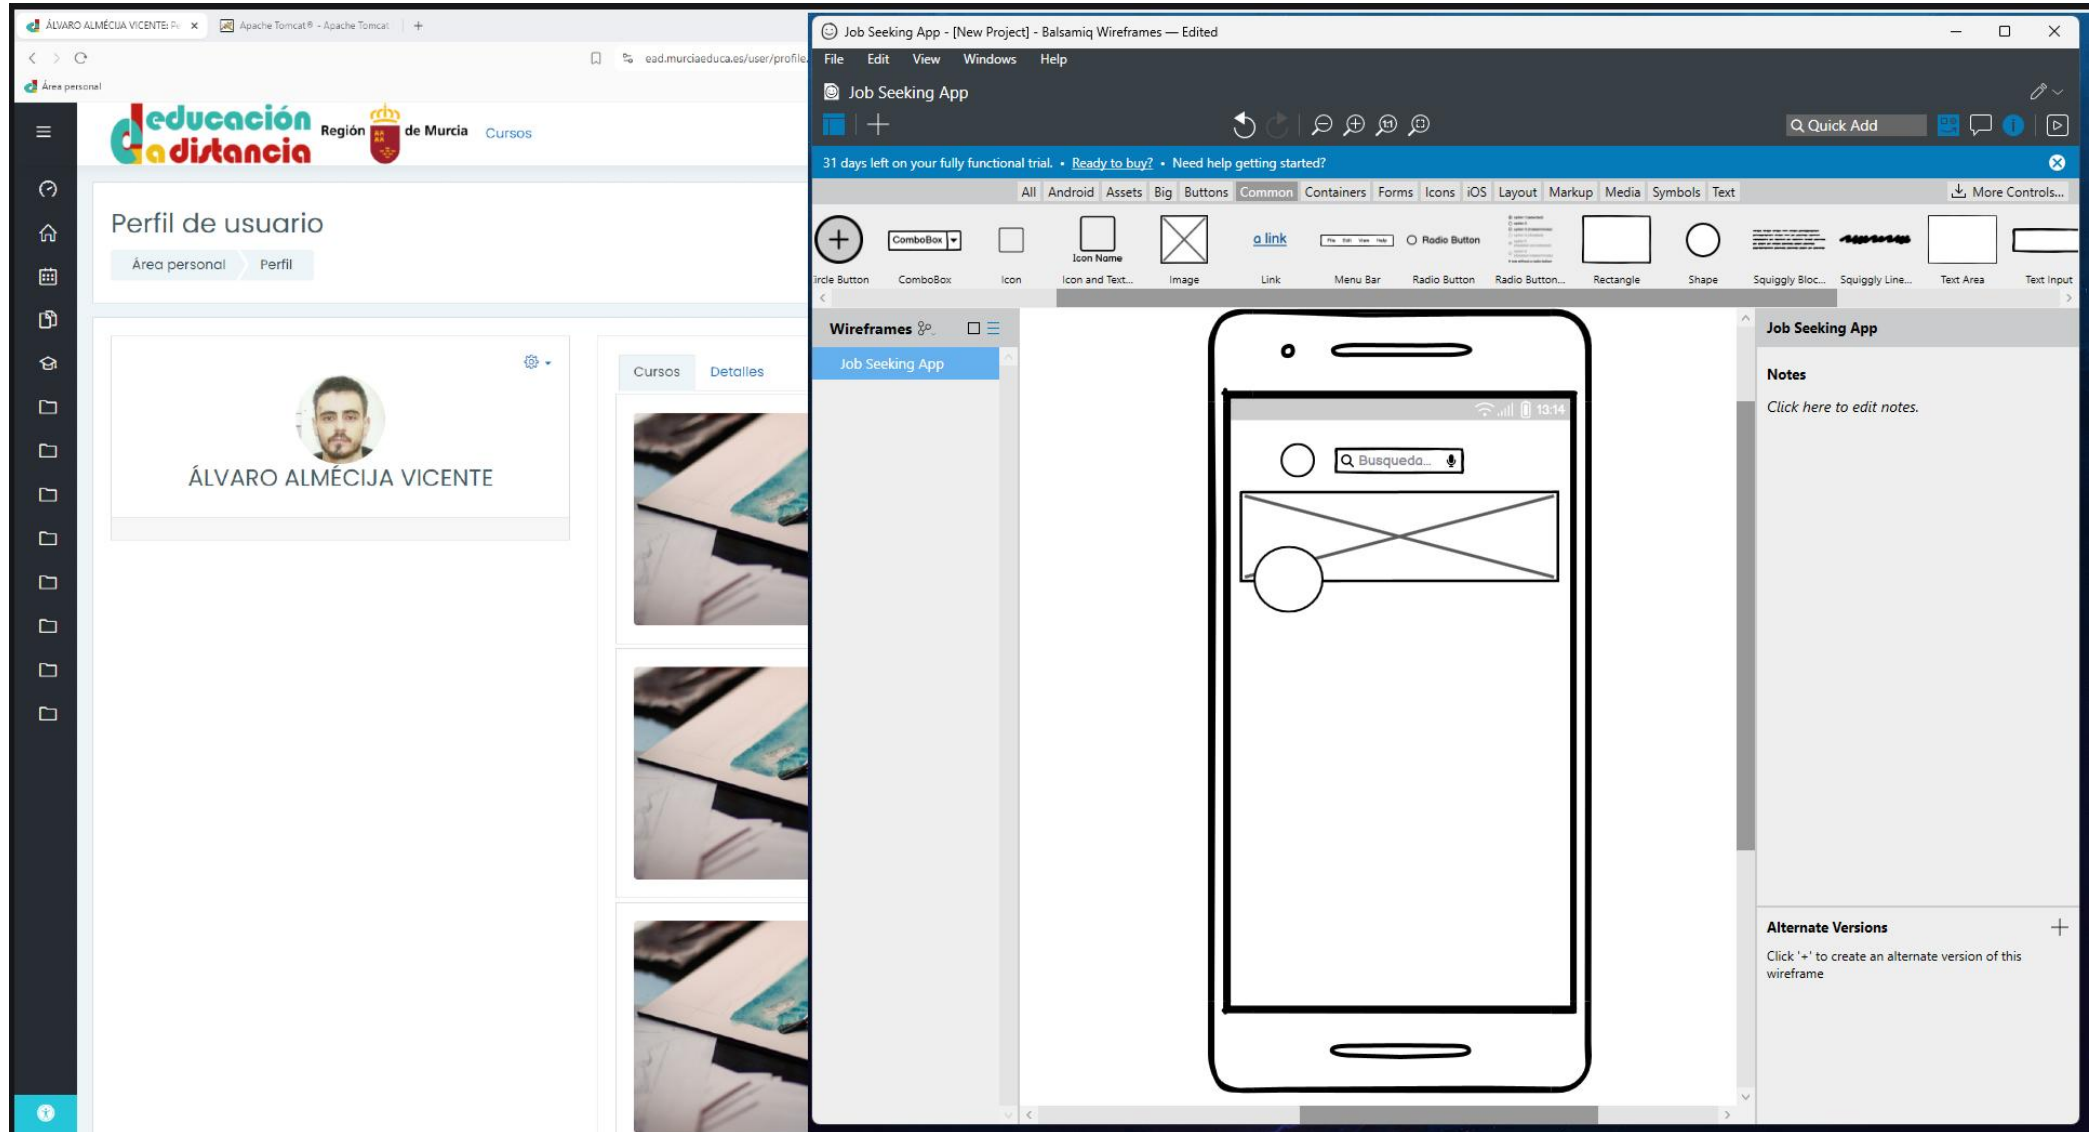 ÁLVARO ALMÉCIJA VICENTE: Pe
Apache Tomcat® - Apache Tomcat
ead.murciaeduca.es/user/profile.
Área personal
educación
a distancia
Región de Murcia
Cursos
Perfil de usuario
Área personal
Perfil
ÁLVARO ALMÉCIJA VICENTE
Cursos
Detalles
Job Seeking App - [New Project] - Balsamiq Wireframes — Edited
File Edit View Windows Help
Job Seeking App
Quick Add
31 days left on your fully functional trial. • Ready to buy? • Need help getting started?
All Android Assets Big Buttons Common Containers Forms Icons iOS Layout Markup Media Symbols Text
More Controls...
ComboBox
Icon Name
a link
File Edit View Help
Radio Button
ircle Button
ComboBox
Icon
Icon and Text...
Image
Link
Menu Bar
Radio Button
Radio Button...
Rectangle
Shape
Squiggly Bloc...
Squiggly Line...
Text Area
Text Input
Wireframes
Job Seeking App
13:14
Busqueda...
Job Seeking App
Notes
Click here to edit notes.
Alternate Versions
Click '+' to create an alternate version of this
wireframe